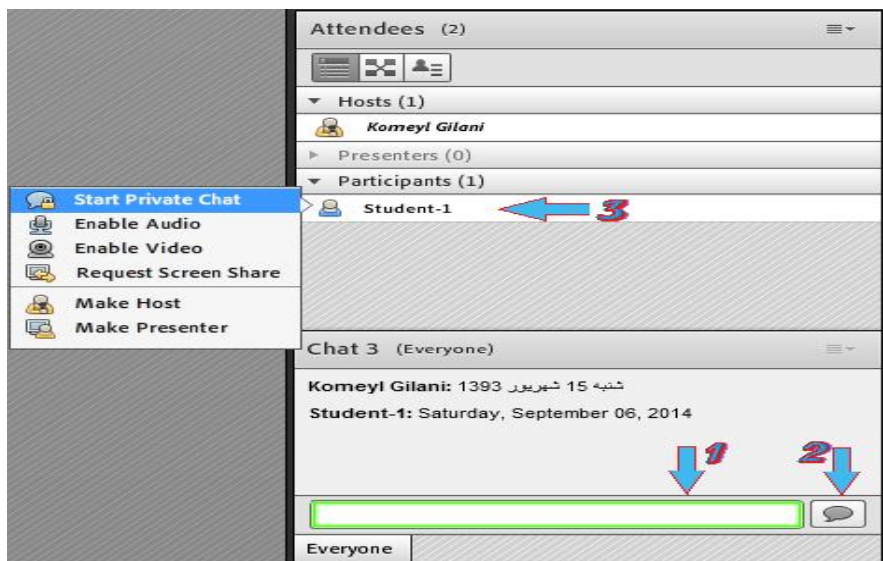 Attendees (2)
Hosts (1)
Komeyl Gilani
Presenters (0)
Participants (1)
Student-1
3
Start Private Chat
Enable Audio
Enable Video
Request Screen Share
Make Host
Make Presenter
Chat 3 (Everyone)
Komeyl Gilani: شنبه 15 شهریور 1393
Student-1: Saturday, September 06, 2014
1 2
Everyone